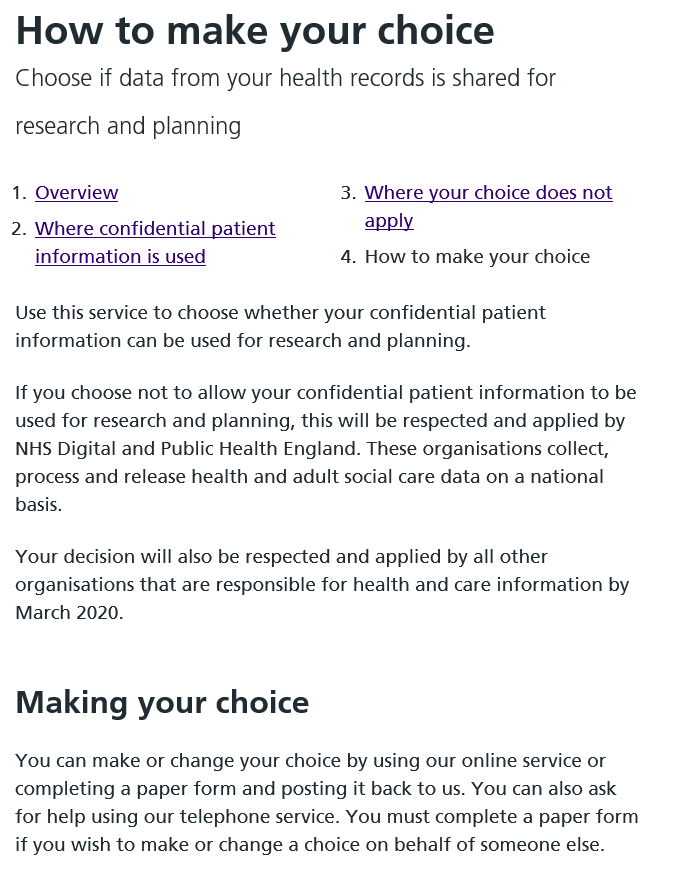 How to make your choice
Choose if data from your health records is shared for
research and planning
1. Overview
2. Where confidential patient
information is used
3. Where your choice does not
apply
4. How to make your choice
Use this service to choose whether your confidential patient
information can be used for research and planning.
If you choose not to allow your confidential patient information to be
used for research and planning, this will be respected and applied by
NHS Digital and Public Health England. These organisations collect,
process and release health and adult social care data on a national
basis.
Your decision will also be respected and applied by all other
organisations that are responsible for health and care information by
March 2020.
Making your choice
You can make or change your choice by using our online service or
completing a paper form and posting it back to us. You can also ask
for help using our telephone service. You must complete a paper form
if you wish to make or change a choice on behalf of someone else.